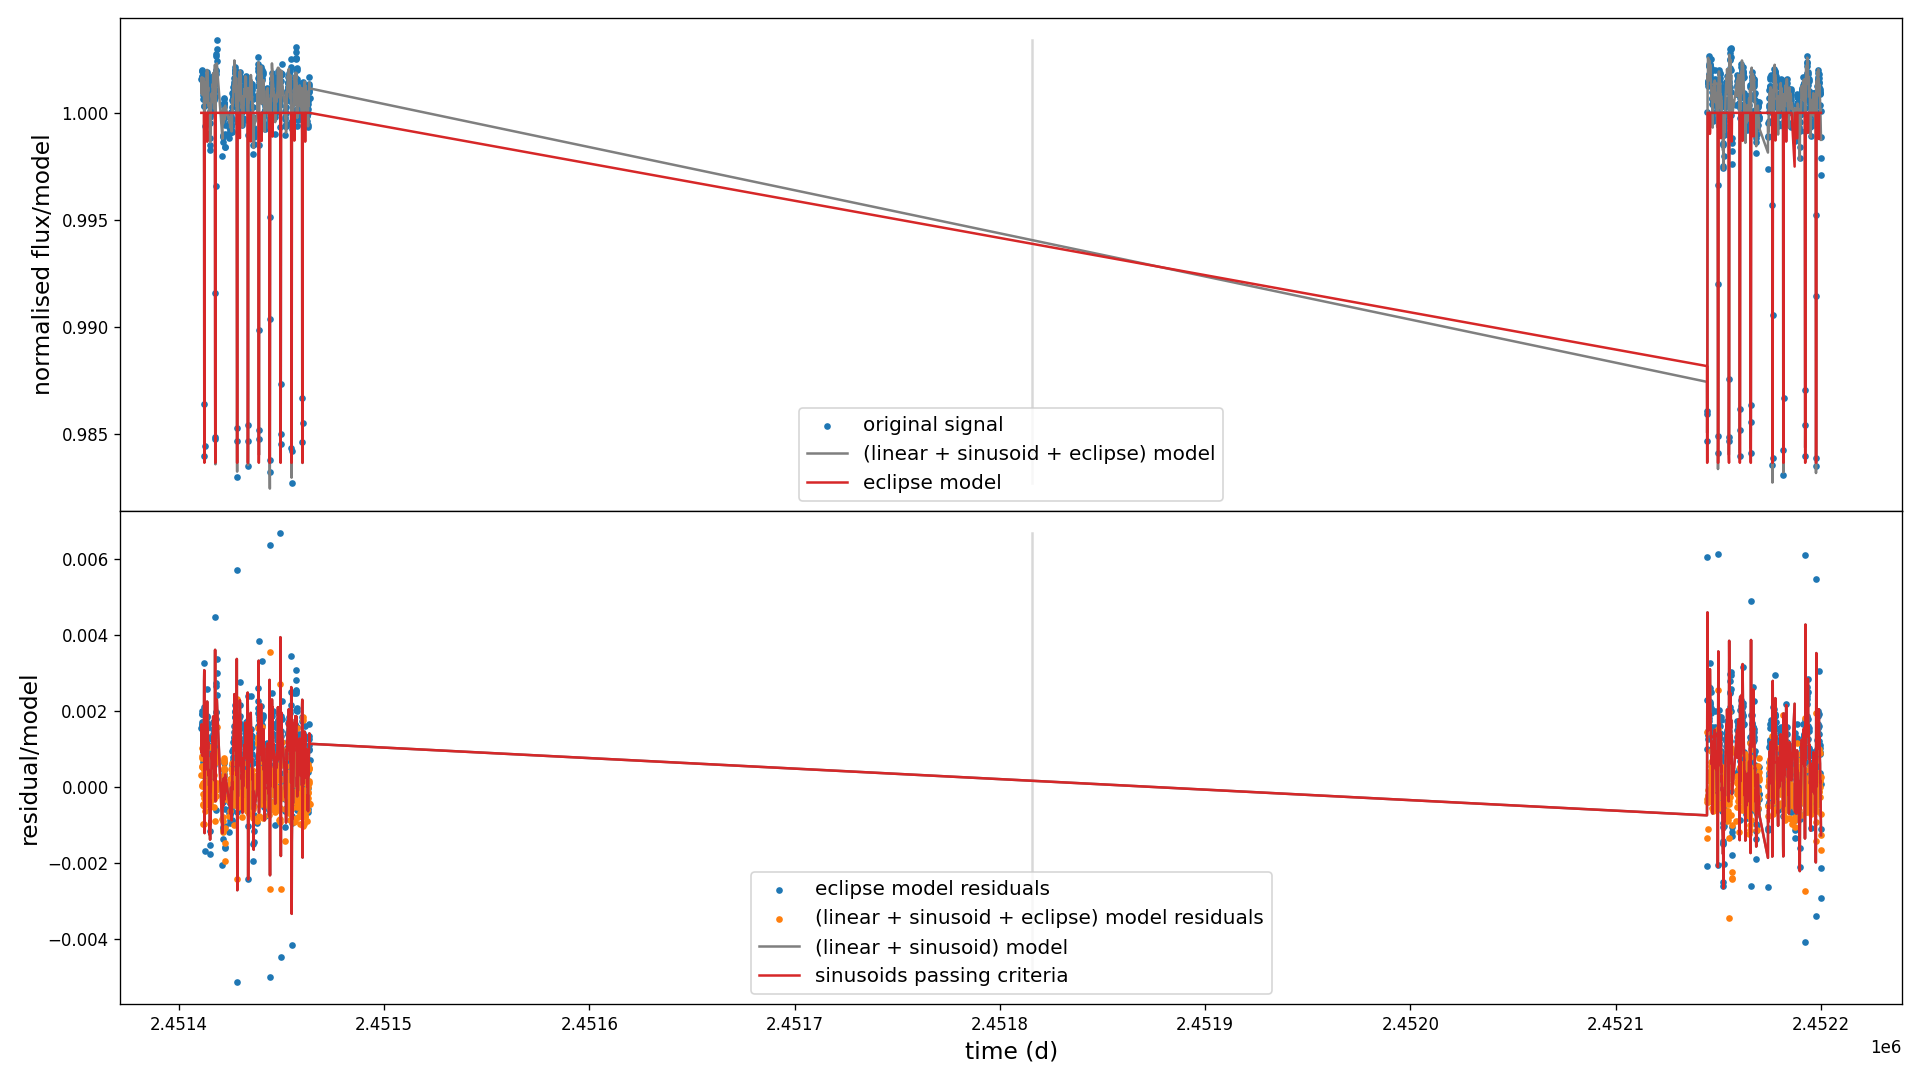 normalised flux/model
1.000
0.995
0.990
0.985
original signal
(linear + sinusoid + eclipse) model
eclipse model
residual/model
0.006
0.004
0.002
0.000
−0.002
−0.004
eclipse model residuals
(linear + sinusoid + eclipse) model residuals
(linear + sinusoid) model
sinusoids passing criteria
2.4514 2.4515 2.4516 2.4517 2.4518 2.4519 2.4520 2.4521 2.4522
time (d)
1e6